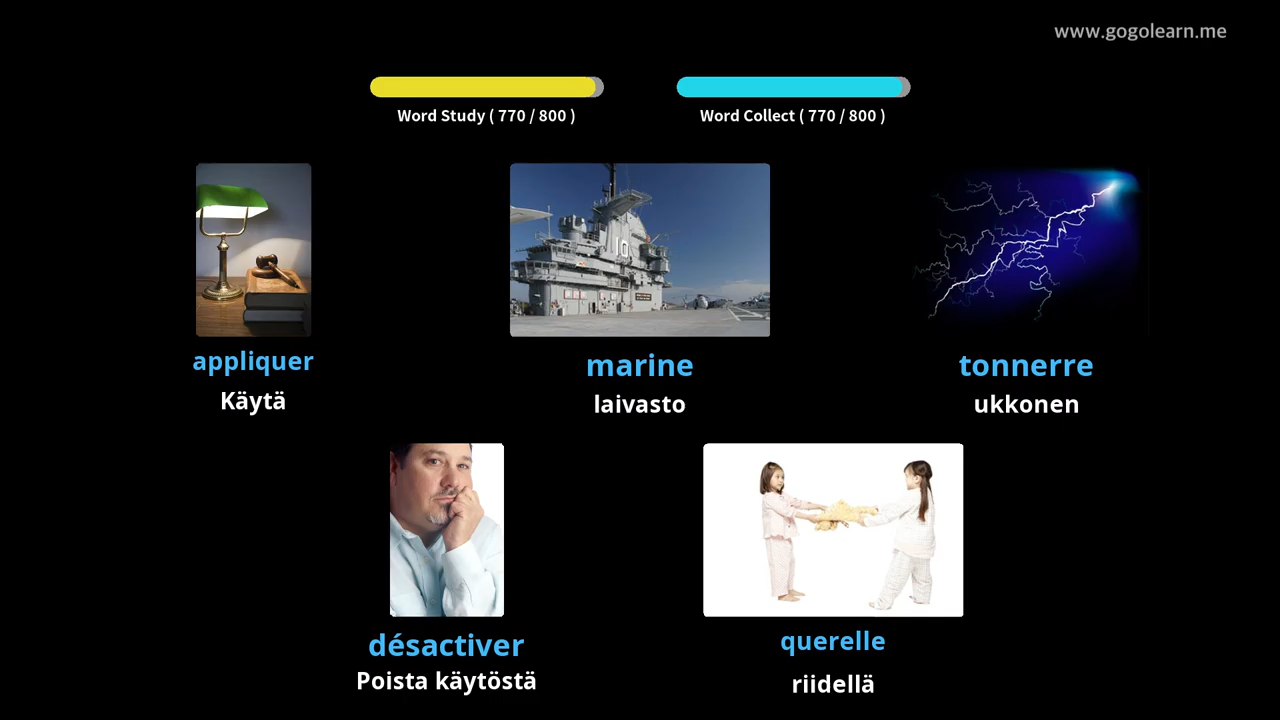 www.gogolearn.me
Word Study ( 770 / 800 )
Word Collect ( 770 / 800 )
10
appliquer
Käytä
marine
laivasto
tonnerre
ukkonen
désactiver
Poista käytöstä
querelle
riidellä